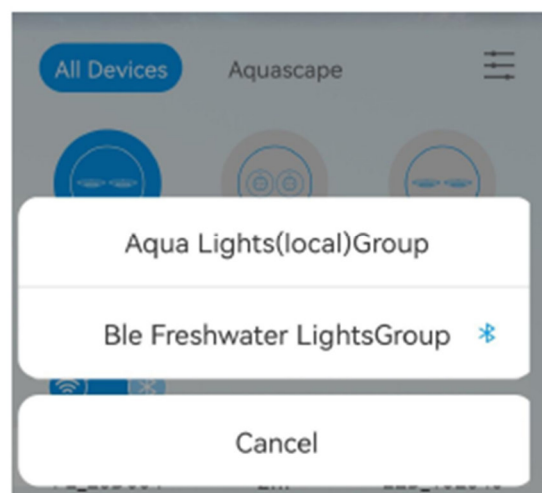 All Devices
Aquascape
Aqua Lights(local)Group
Ble Freshwater LightsGroup
Cancel